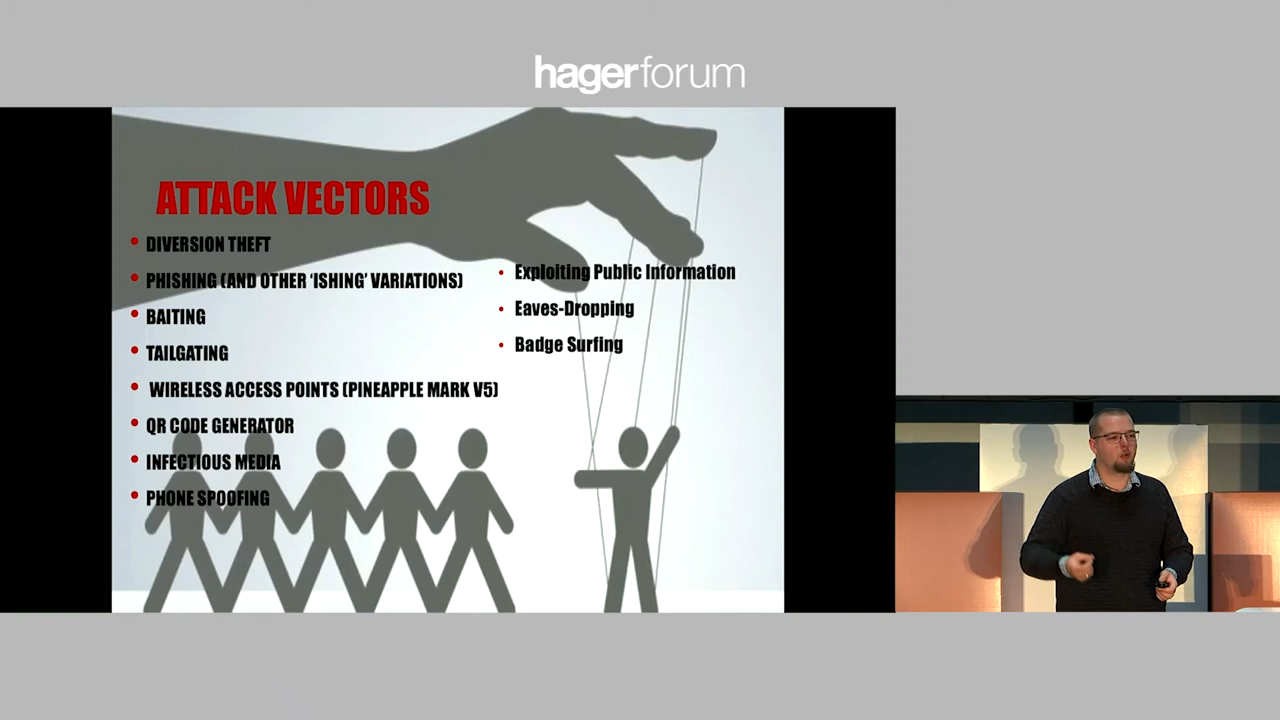 hagerforum
ATTACK VECTORS
• DIVERSION THEFT
• PHISHING (AND OTHER ‘ISHING’ VARIATIONS)
• BAITING
• TAILGATING
• WIRELESS ACCESS POINTS (PINEAPPLE MARK V5)
• QR CODE GENERATOR
• INFECTIOUS MEDIA
• PHONE SPOOFING
• Exploiting Public Information
• Eaves-Dropping
• Badge Surfing